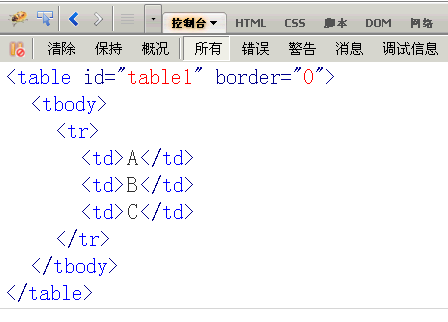 控制台 HTML CSS 脚本 DOM 网络
清除 保持 概况 所有 错误 警告 消息 调试信息
<table id="table1" border="0">
<tbody>
<tr>
<td>A</td>
<td>B</td>
<td>C</td>
</tr>
</tbody>
</table>